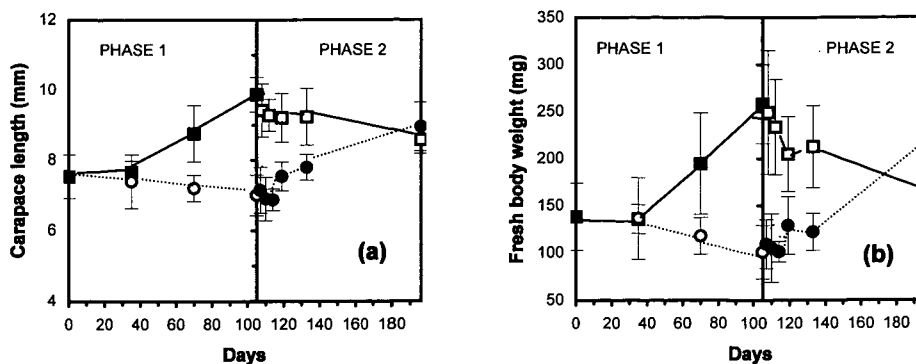 12
10
8
6
4
Carapace length (mm)
PHASE 1
PHASE 2
(a)
0 20 40 60 80 100 120 140 160 180
Days
350
300
250
200
150
100
50
Fresh body weight (mg)
PHASE 1
PHASE 2
(b)
0 20 40 60 80 100 120 140 160 180
Days